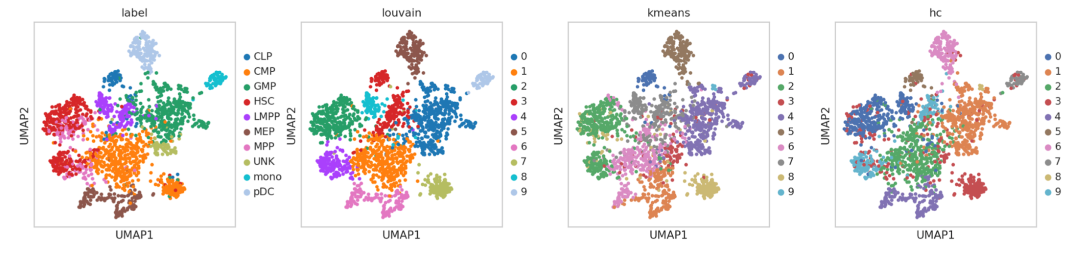 label
UMAP2
UMAP1
CLP
CMP
GMP
HSC
LMPP
MEP
MPP
UNK
mono
pDC
louvain
UMAP2
UMAP1
0
1
2
3
4
5
6
7
8
9
kmeans
UMAP2
UMAP1
0
1
2
3
4
5
6
7
8
9
hc
UMAP2
UMAP1
0
1
2
3
4
5
6
7
8
9